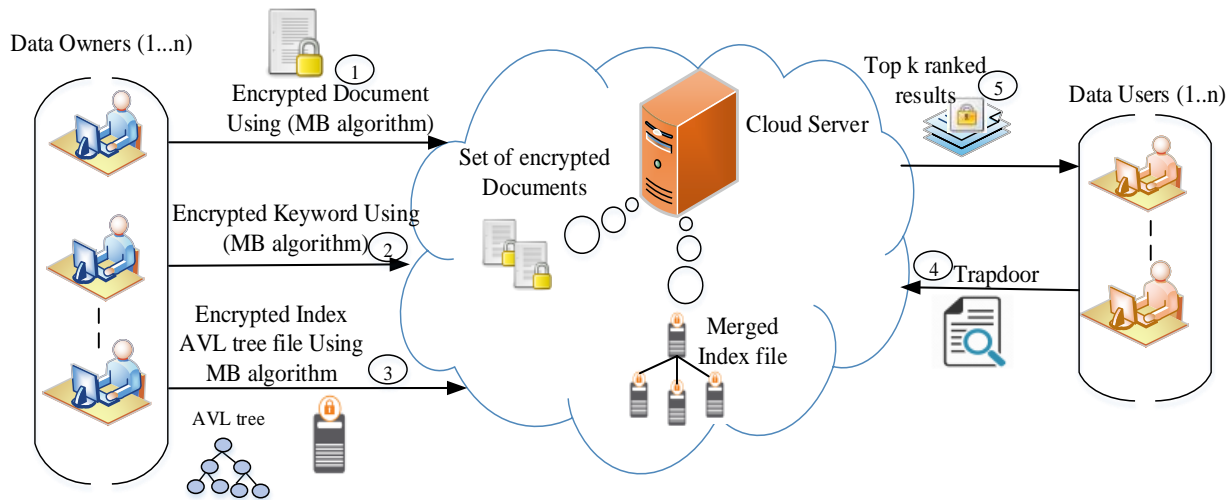 Data Owners (1...n)
1
Encrypted Document
Using (MB algorithm)
Encrypted Keyword Using
(MB algorithm)
2
Encrypted Index
AVL tree file Using
MB algorithm
3
AVL tree
Set of encrypted
Documents
Cloud Server
Merged
Index file
Top k ranked
results
5
4
Trapdoor
Data Users (1..n)